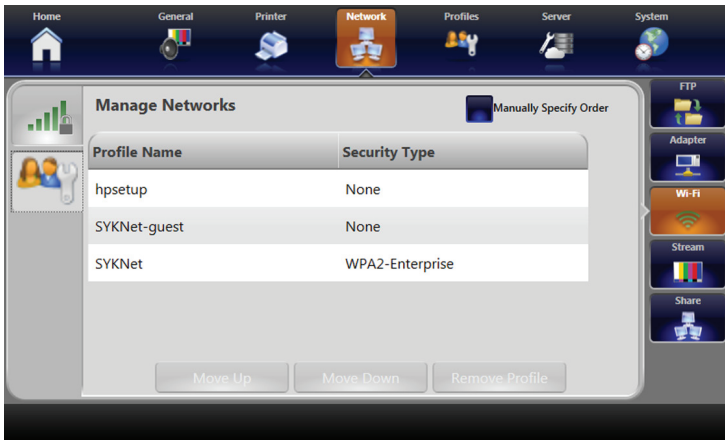 Home General Printer Network Profiles Server System
FTP
Manage Networks Manually Specify Order
Adapter
Profile Name Security Type
hpsetup None
Wi-Fi
SYKNet-guest None
Stream
SYKNet WPA2-Enterprise
Share
Move Up Move Down Remove Profile